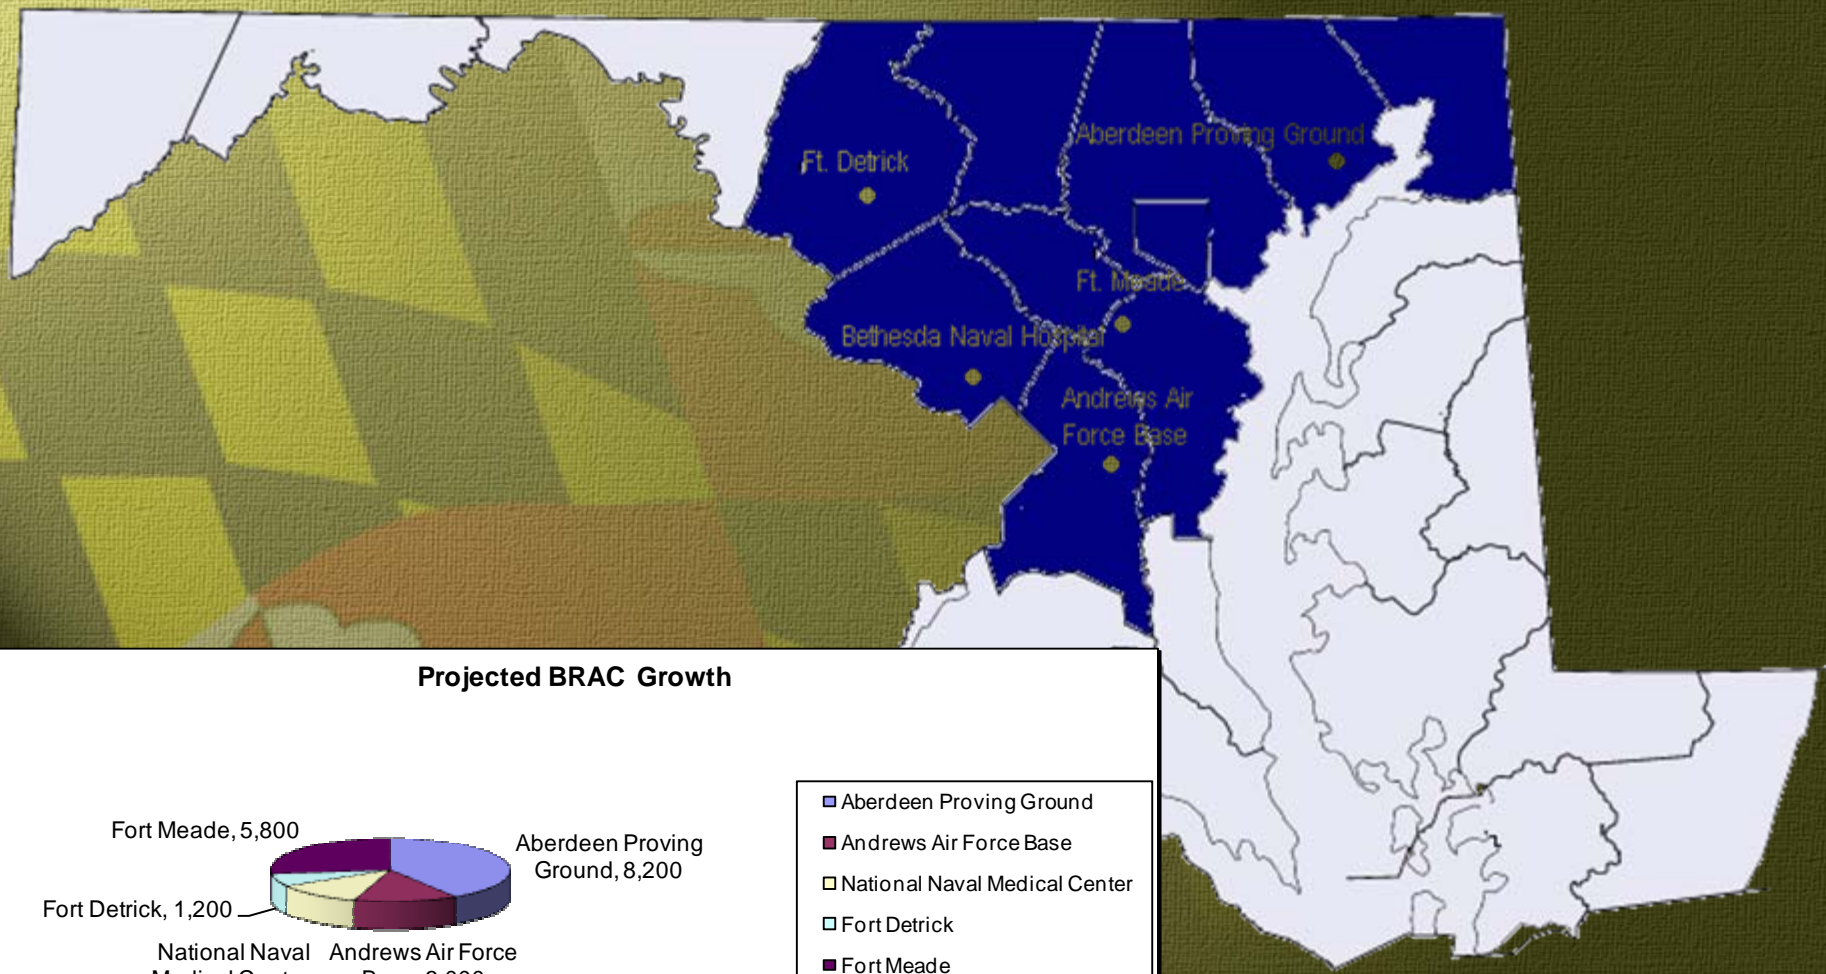 Aberdeen Proving Ground
Ft. Detrick
Ft. Meade
Bethesda Naval Hospital
Andrews Air
Force Base
Projected BRAC Growth
Fort Meade, 5,800
Aberdeen Proving
Ground, 8,200
Fort Detrick, 1,200
National Naval
Andrews Air Force
Aberdeen Proving Ground
Andrews Air Force Base
National Naval Medical Center
Fort Detrick
Fort Meade